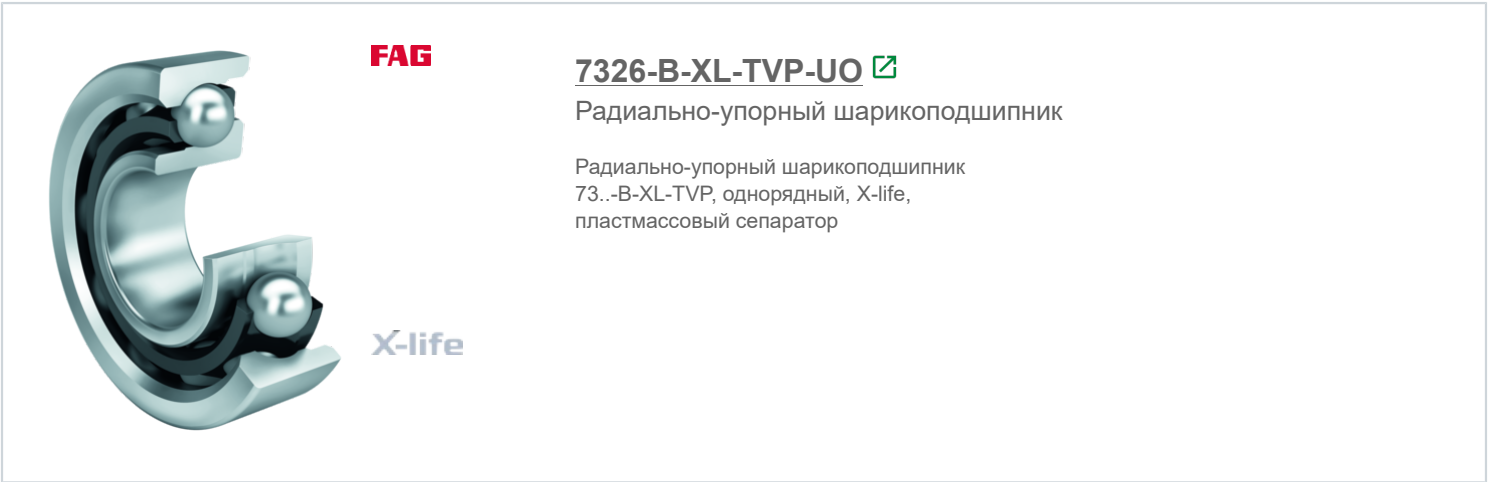 FAG
7326-B-XL-TVP-UO
Радиально-упорный шарикоподшипник
Радиально-упорный шарикоподшипник
73..-B-XL-TVP, однорядный, X-life,
пластмассовый сепаратор
X-life